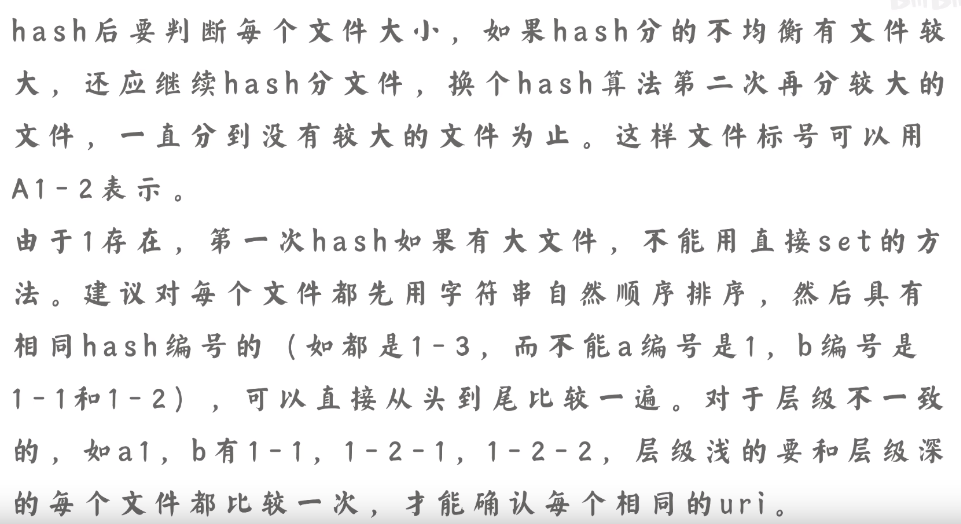 hash后要判断每个文件大小，如果hash分的不均衡有文件较
大，还应继续hash分文件，换个hash算法第二次再分较大的
文件，一直分到没有较大的文件为止。这样文件标号可以用
A1-2表示。
由于1存在，第一次hash如果有大文件，不能用直接set的方
法。建议对每个文件都先用字符串自然顺序排序，然后具有
相同hash编号的（如都是1-3，而不能a编号是1，b编号是
1-1和1-2），可以直接从头到尾比较一遍。对于层级不一致
的，如a1，b有1-1，1-2-1，1-2-2，层级浅的要和层级深
的每个文件都比较一次，才能确认每个相同的uri。